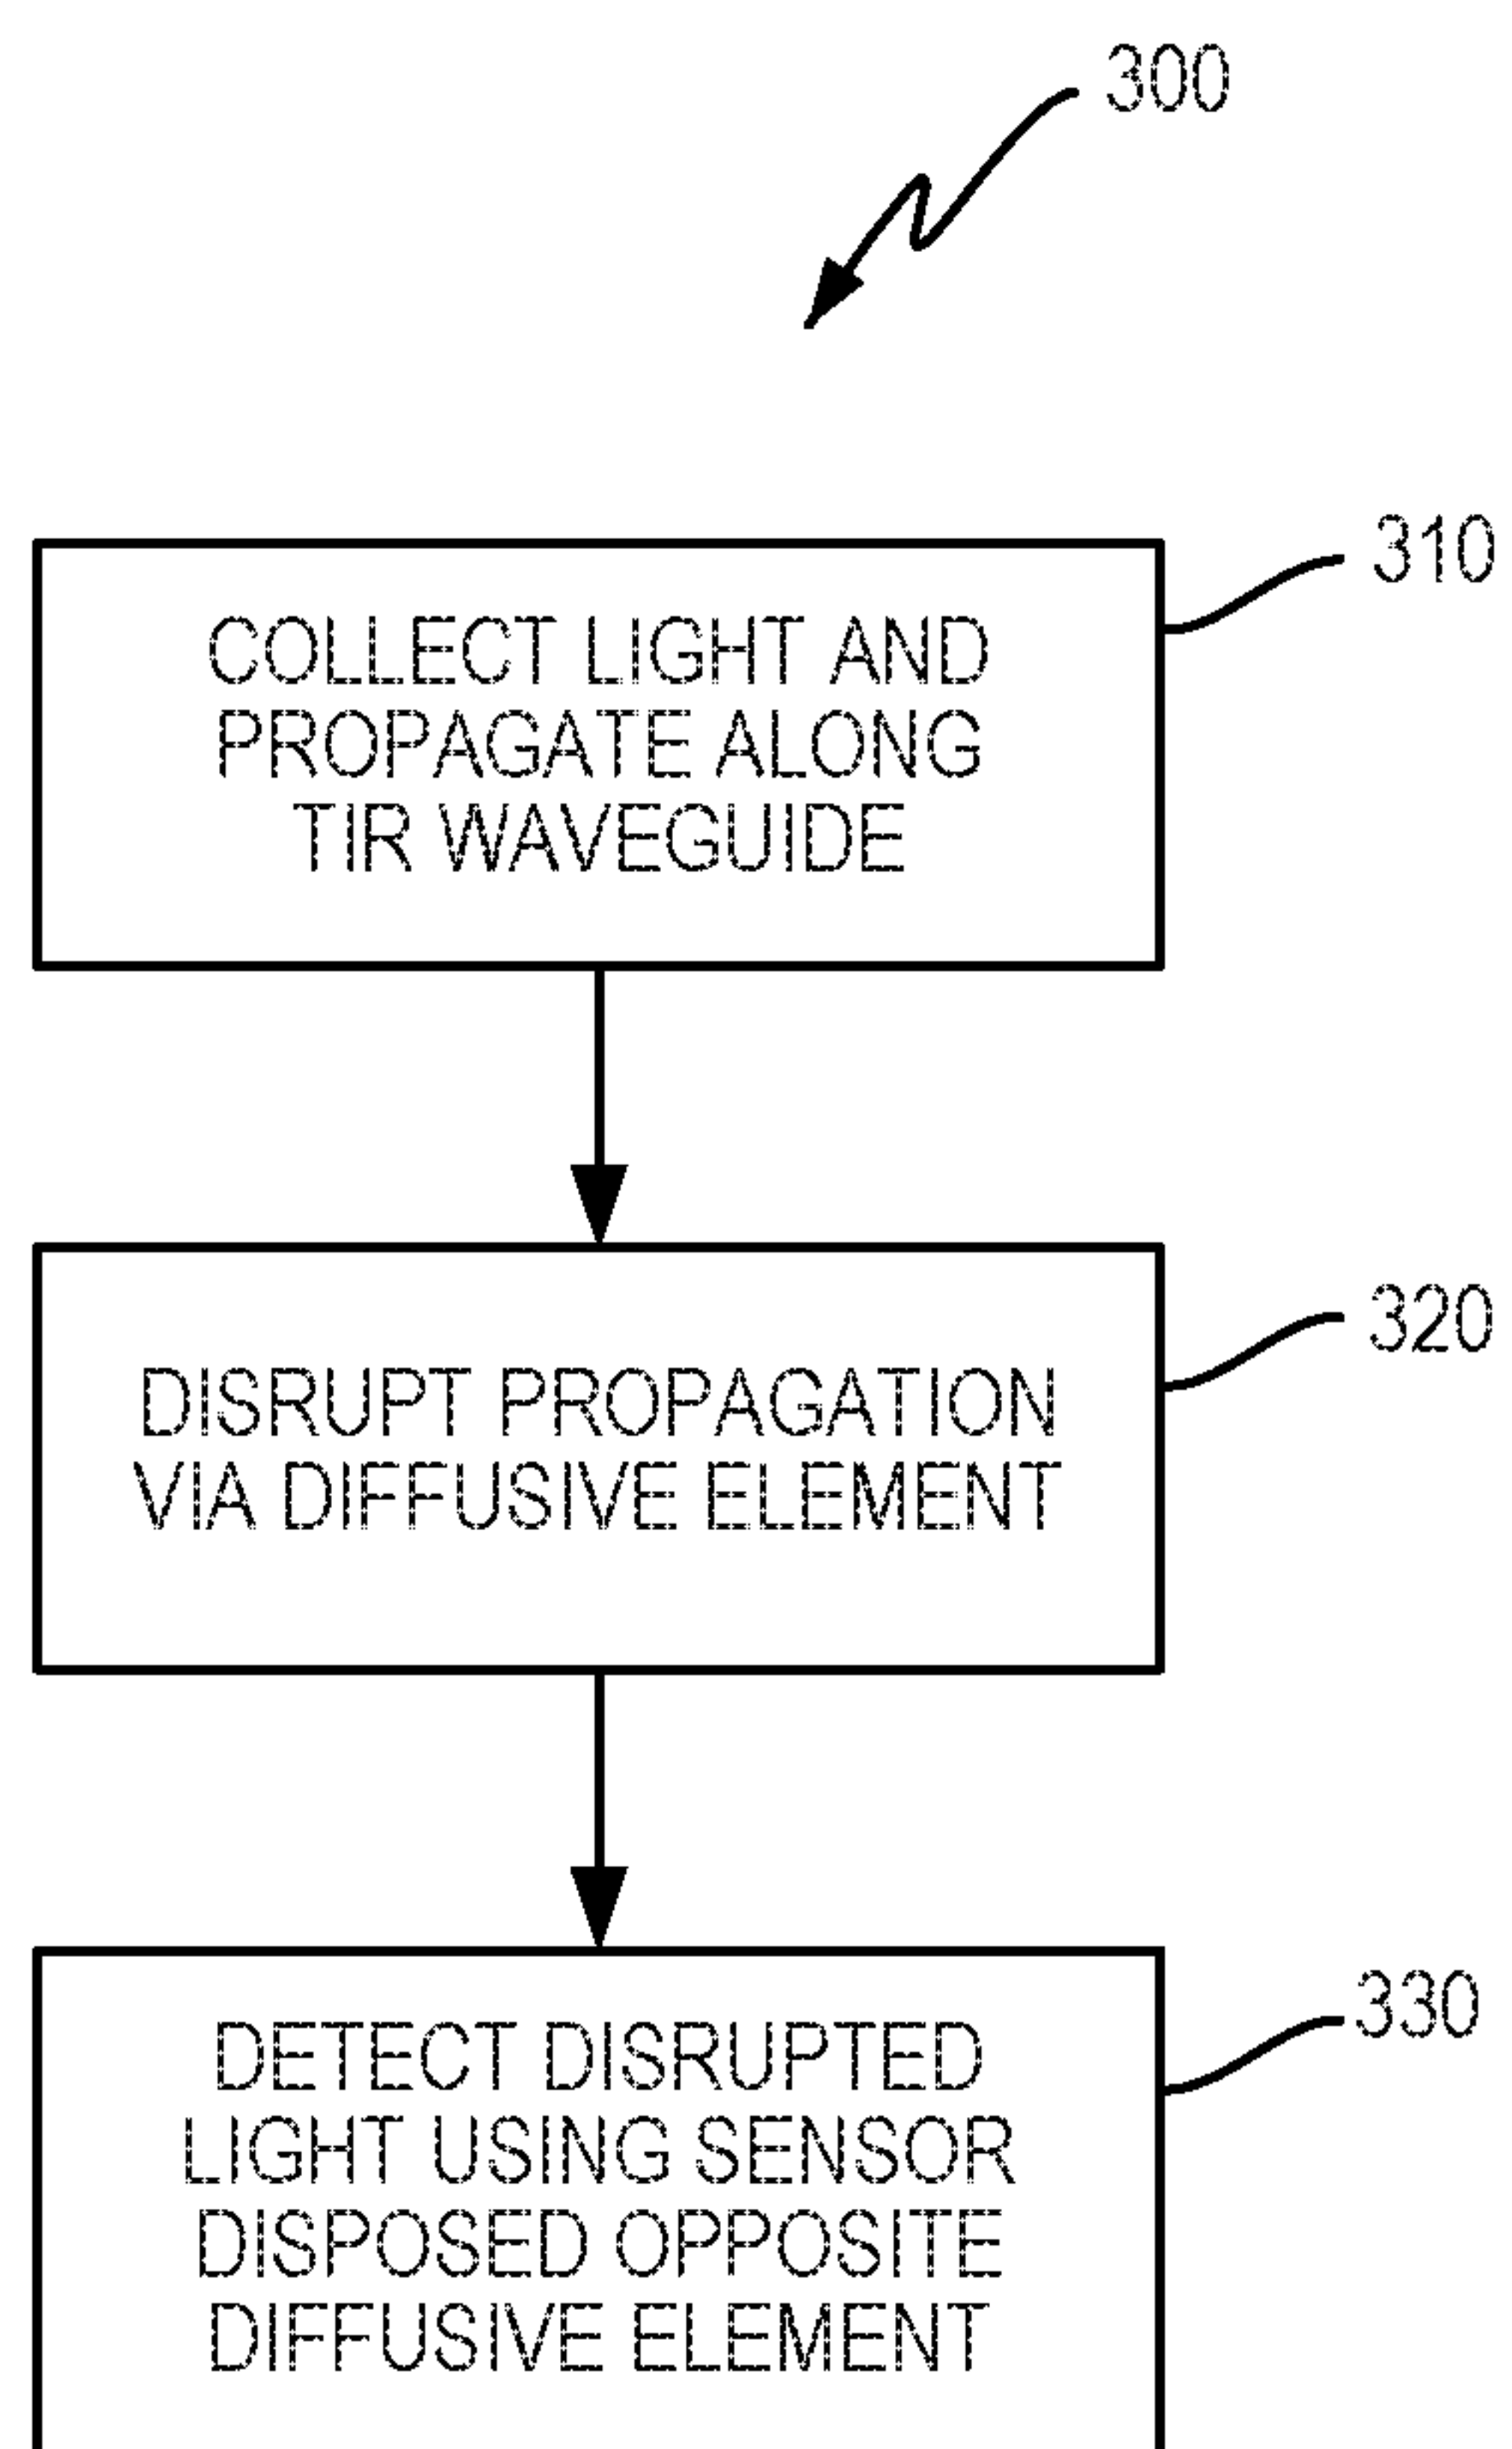 300
310
COLLECT LIGHT AND
PROPAGATE ALONG
TIR WAVEGUIDE
320
DISRUPT PROPAGATION
VIA DIFFUSIVE ELEMENT
330
DETECT DISRUPTED
LIGHT USING SENSOR
DISPOSED OPPOSITE
DIFFUSIVE ELEMENT